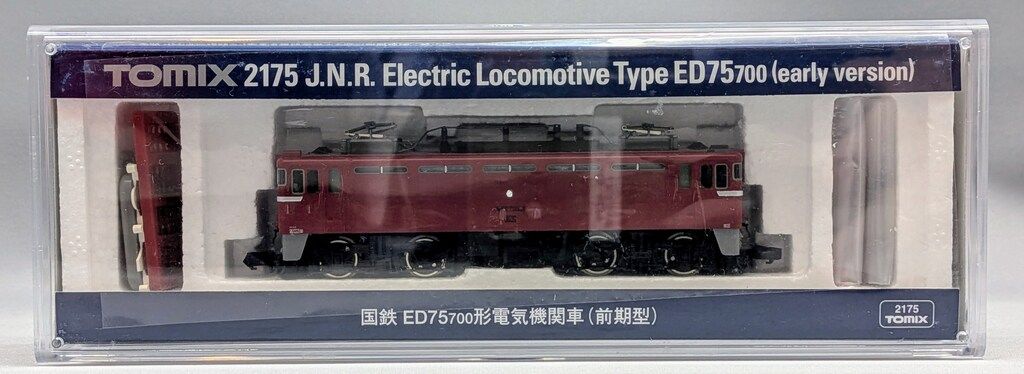 TOMIX 2175 J.N.R. Electric Locomotive Type ED75700 (early version)
国鉄 ED75700形電気機関車(前期型)
2175
TOMIX